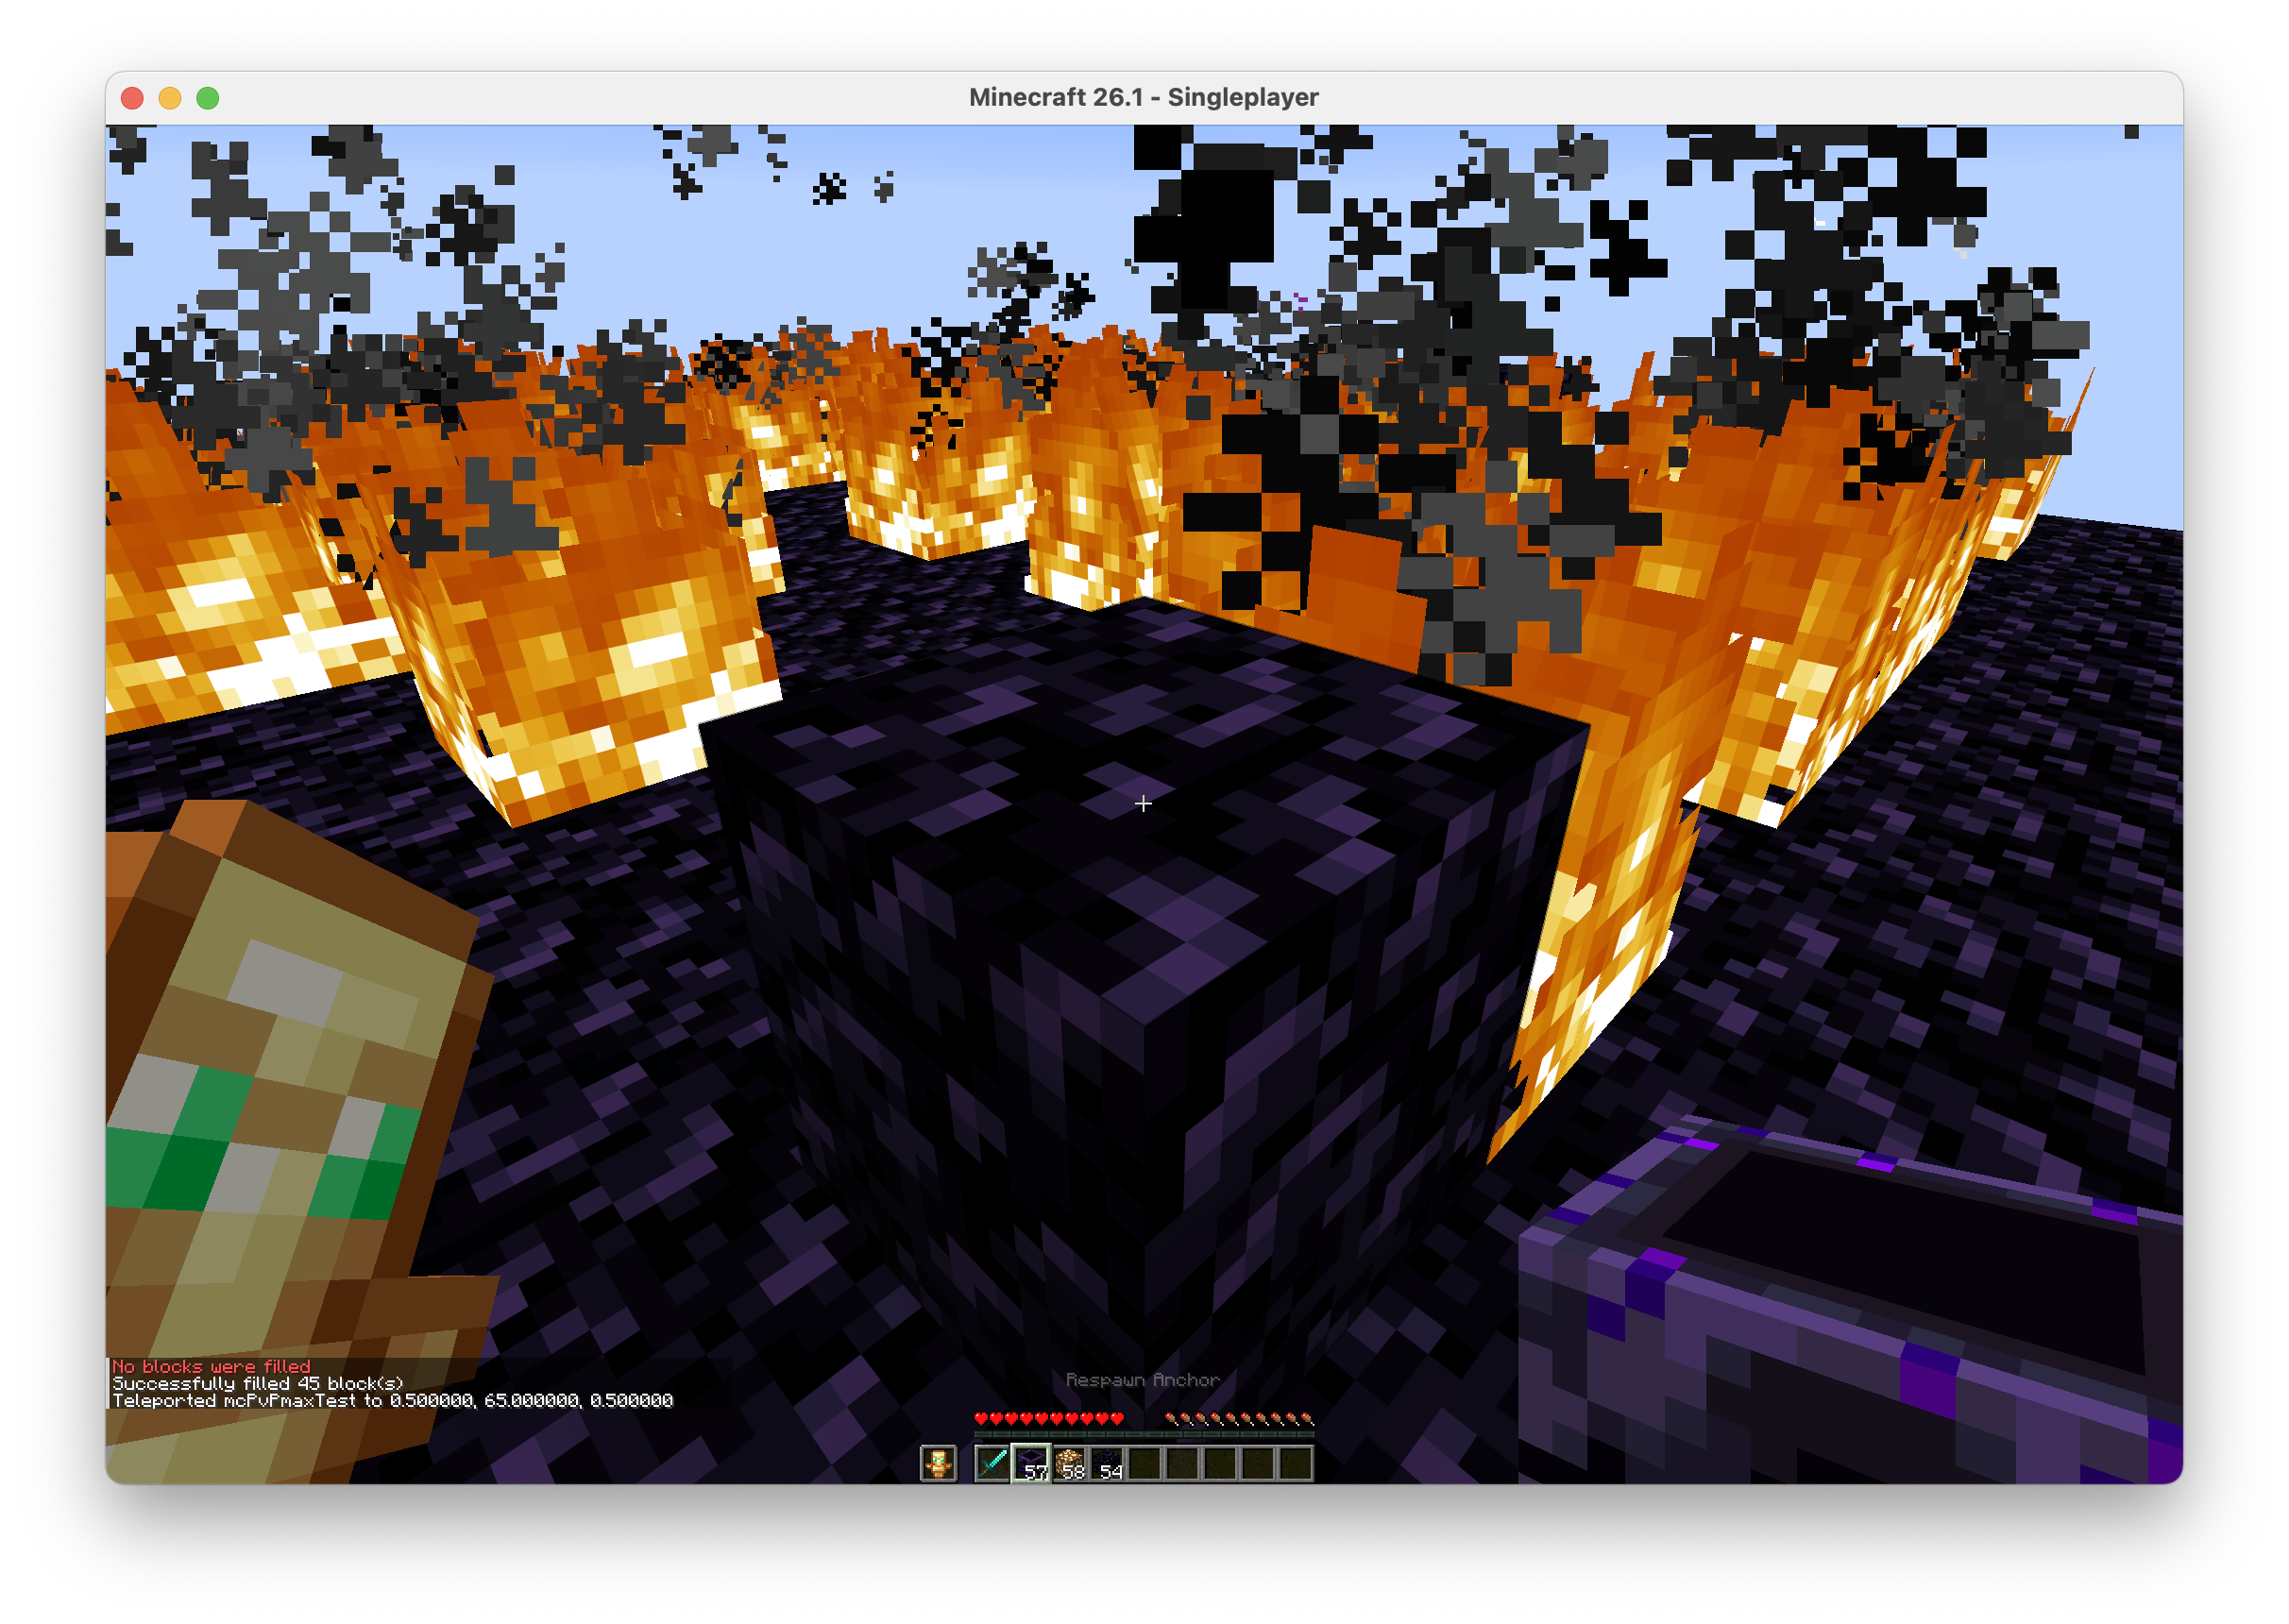 Minecraft 26.1 - Singleplayer
No blocks were filled
Successfully filled 45 block(s)
Teleported mcPvPmaxTest to 0.500000, 65.000000, 0.500000
Respawn Anchor
57 58 54